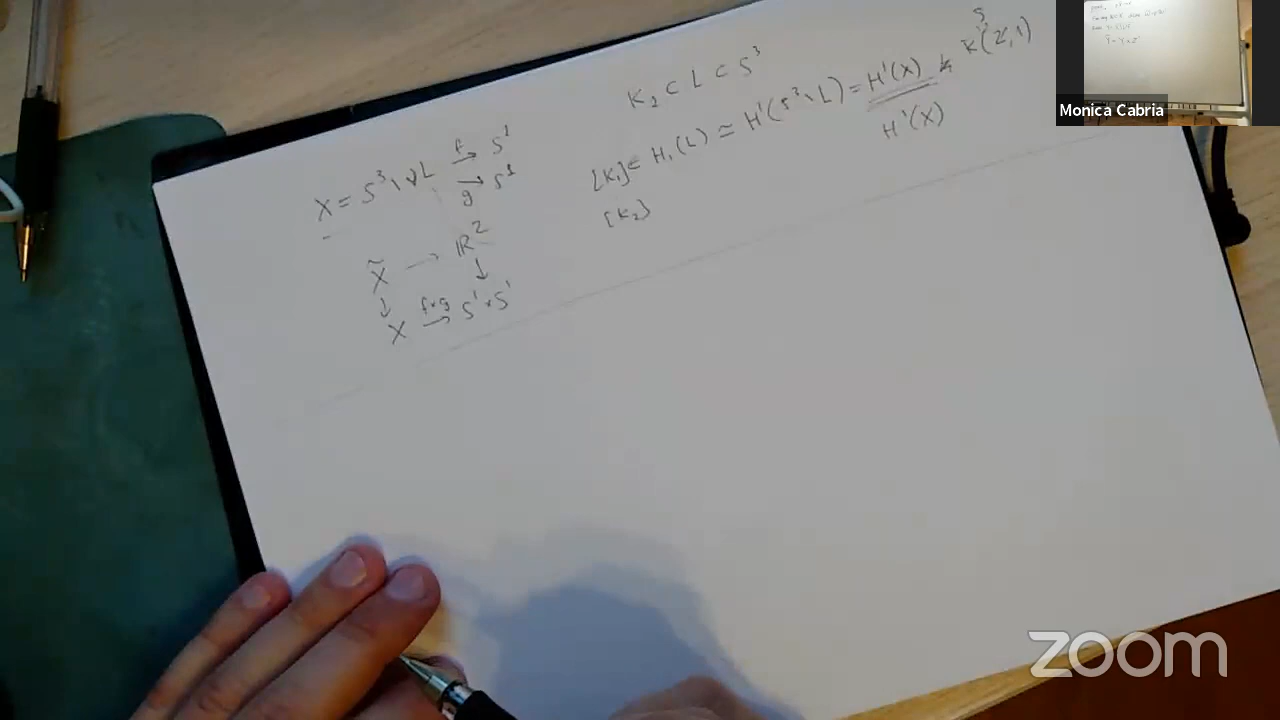 K₂ ⊂ L ⊂ S³
[K₁] ∈ H₁(L) ≃ H¹(S³∖L) = H¹(X)
K(Z,1)
[K₂]
H¹(X)
X = S³∖νL
f → S¹
g → S¹
X̃ → ℝ²
↓ ↓
X f×g → S¹×S¹
Monica Cabria
zoom